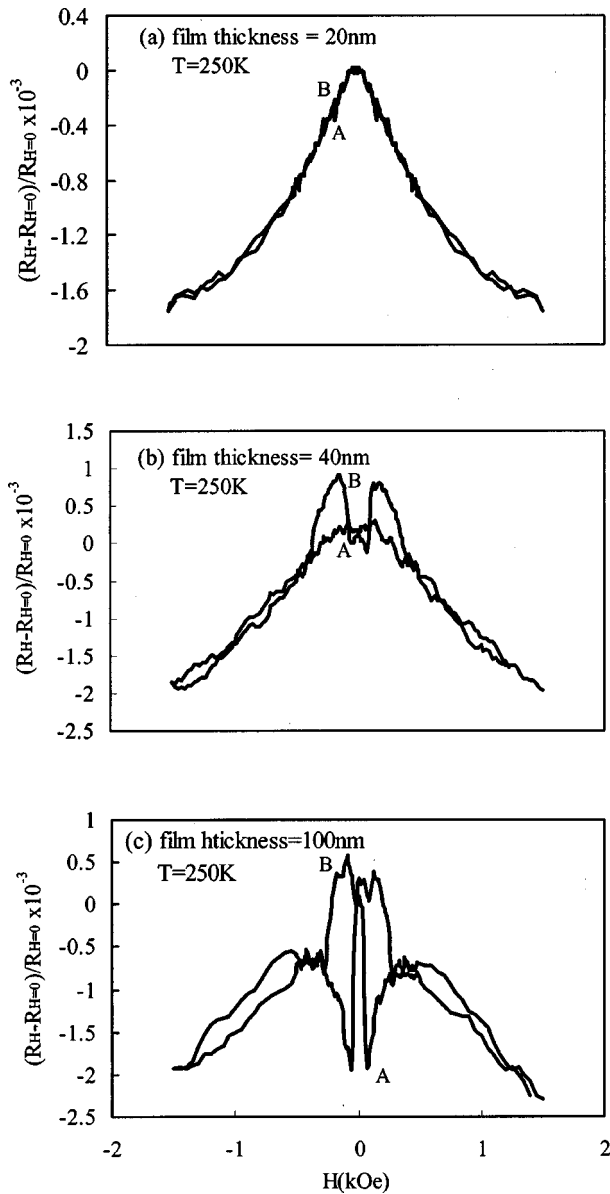 (a) film thickness = 20nm
T=250K
0.4
0
-0.4
-0.8
-1.2
-1.6
-2
(RH-RH=0)/RH=0 x10-3
B
A
(b) film thickness= 40nm
T=250K
1.5
1
0.5
0
-0.5
-1
-1.5
-2
-2.5
(RH-RH=0)/RH=0 x10-3
B
A
(c) film htickness=100nm
T=250K
1
0.5
0
-0.5
-1
-1.5
-2
-2.5
(RH-RH=0)/RH=0 x10-3
B
A
-2 -1 0 1 2
H(kOe)